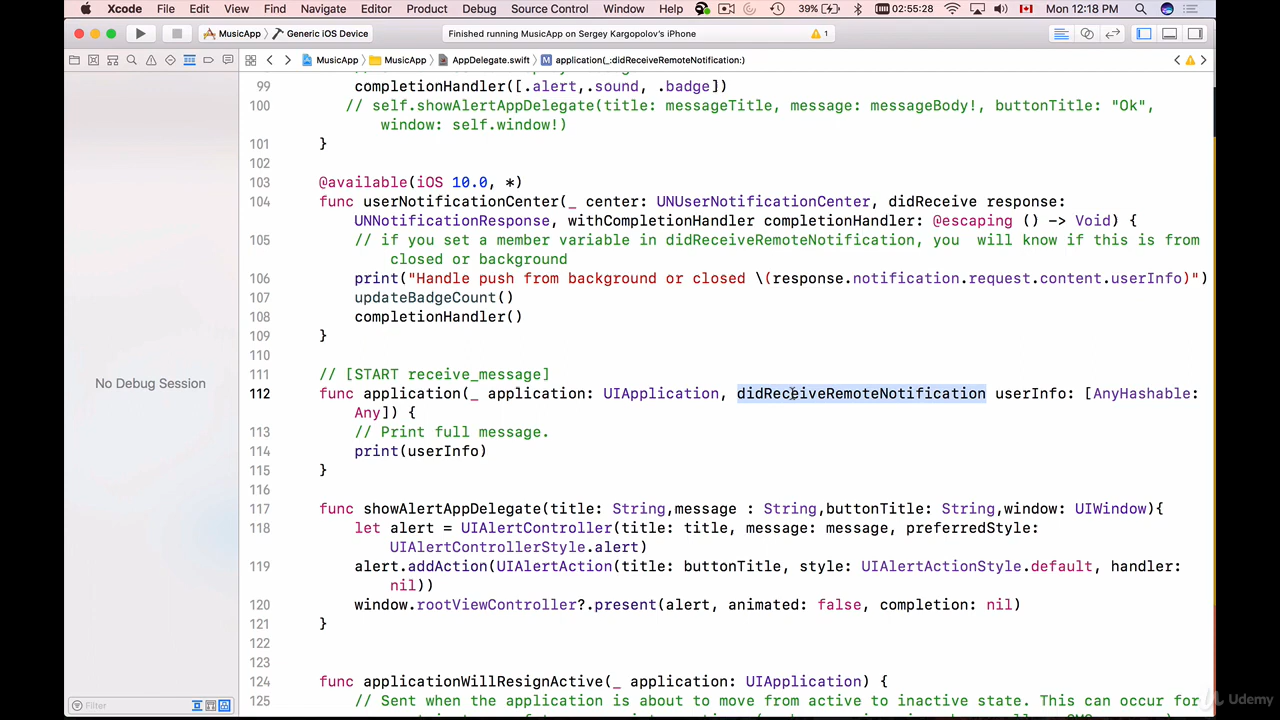 Xcode File Edit View Find Navigate Editor Product Debug Source Control Window Help 39% 02:55:28 Mon 12:18 PM
MusicApp Generic iOS Device Finished running MusicApp on Sergey Kargopolov's iPhone 1
MusicApp MusicApp AppDelegate.swift M application(_:didReceiveRemoteNotification:)
99 completionHandler([.alert,.sound, .badge])
100 // self.showAlertAppDelegate(title: messageTitle, message: messageBody!, buttonTitle: "Ok",
window: self.window!)
101 }
102
103 @available(iOS 10.0, *)
104 func userNotificationCenter(_ center: UNUserNotificationCenter, didReceive response:
UNNotificationResponse, withCompletionHandler completionHandler: @escaping () -> Void) {
105 // if you set a member variable in didReceiveRemoteNotification, you  will know if this is from
closed or background
106 print("Handle push from background or closed \(response.notification.request.content.userInfo)")
107 updateBadgeCount()
108 completionHandler()
109 }
110
111 // [START receive_message]
112 func application(_ application: UIApplication, didReceiveRemoteNotification userInfo: [AnyHashable:
Any]) {
113 // Print full message.
114 print(userInfo)
115 }
116
117 func showAlertAppDelegate(title: String,message : String,buttonTitle: String,window: UIWindow){
118 let alert = UIAlertController(title: title, message: message, preferredStyle:
UIAlertControllerStyle.alert)
119 alert.addAction(UIAlertAction(title: buttonTitle, style: UIAlertActionStyle.default, handler:
nil))
120 window.rootViewController?.present(alert, animated: false, completion: nil)
121 }
122
123
124 func applicationWillResignActive(_ application: UIApplication) {
125 // Sent when the application is about to move from active to inactive state. This can occur for
No Debug Session
Filter
Udemy